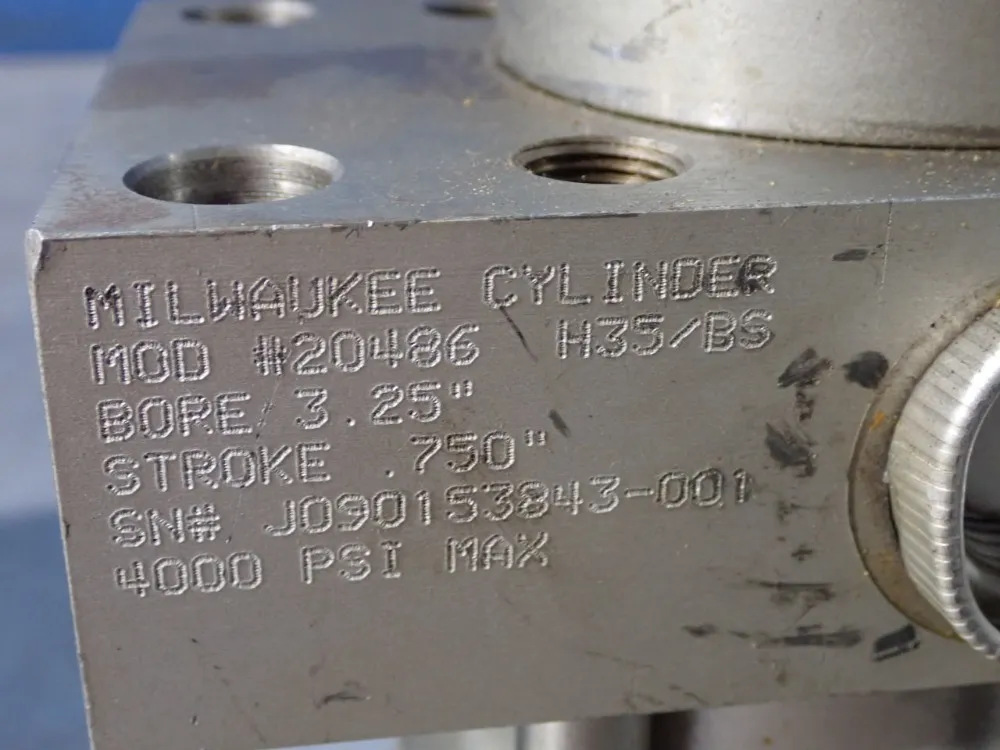 MILWAUKEE CYLINDER
MOD #20486 H35/BS
BORE 3.25"
STROKE .750"
SN# J090153843-001
4000 PSI MAX